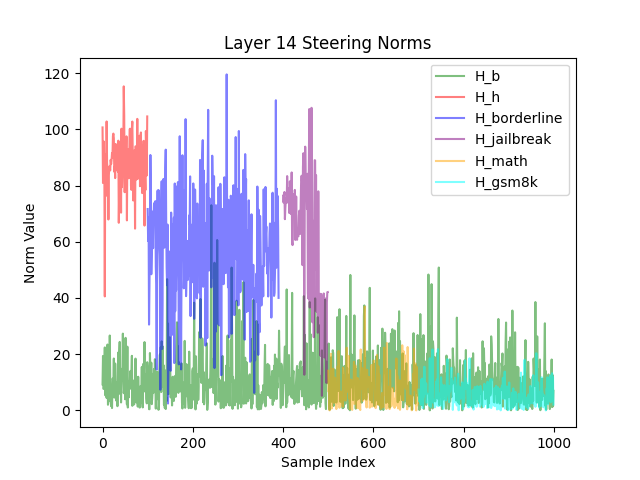 Layer 14 Steering Norms
Norm Value
120
100
80
60
40
20
0
H_b
H_h
H_borderline
H_jailbreak
H_math
H_gsm8k
0
200
400
600
800
1000
Sample Index